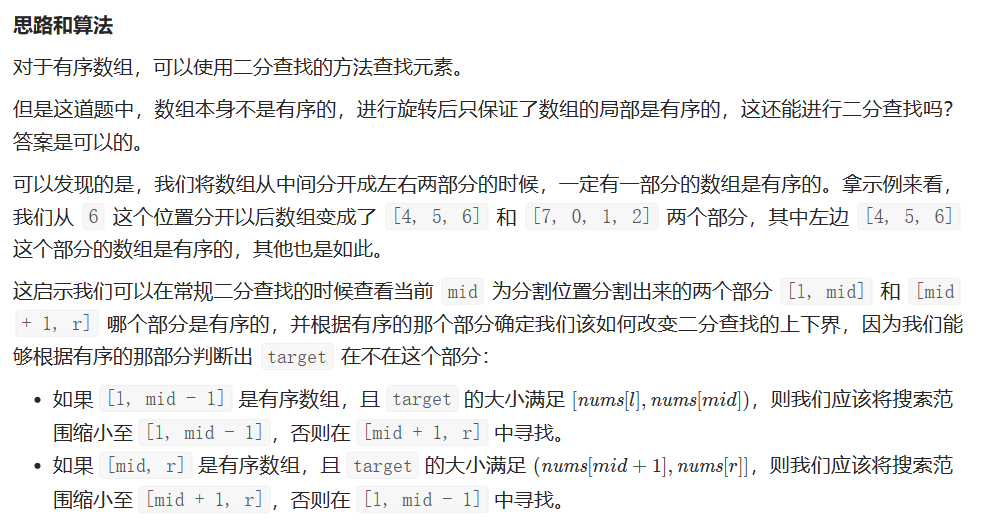 思路和算法
对于有序数组，可以使用二分查找的方法查找元素。
但是这道题中，数组本身不是有序的，进行旋转后只保证了数组的局部是有序的，这还能进行二分查找吗？
答案是可以的。
可以发现的是，我们将数组从中间分开成左右两部分的时候，一定有一部分的数组是有序的。拿示例来看，
我们从 6 这个位置分开以后数组变成了 [4, 5, 6] 和 [7, 0, 1, 2] 两个部分，其中左边 [4, 5, 6]
这个部分的数组是有序的，其他也是如此。
这启示我们可以在常规二分查找的时候查看当前 mid 为分割位置分割出来的两个部分 [l, mid] 和 [mid
+ 1, r] 哪个部分是有序的，并根据有序的那个部分确定我们该如何改变二分查找的上下界，因为我们能
够根据有序的那部分判断出 target 在不在这个部分：
• 如果 [l, mid - 1] 是有序数组，且 target 的大小满足 [nums[l], nums[mid])，则我们应该将搜索范
围缩小至 [l, mid - 1]，否则在 [mid + 1, r] 中寻找。
• 如果 [mid, r] 是有序数组，且 target 的大小满足 (nums[mid + 1], nums[r]]，则我们应该将搜索范
围缩小至 [mid + 1, r]，否则在 [l, mid - 1] 中寻找。